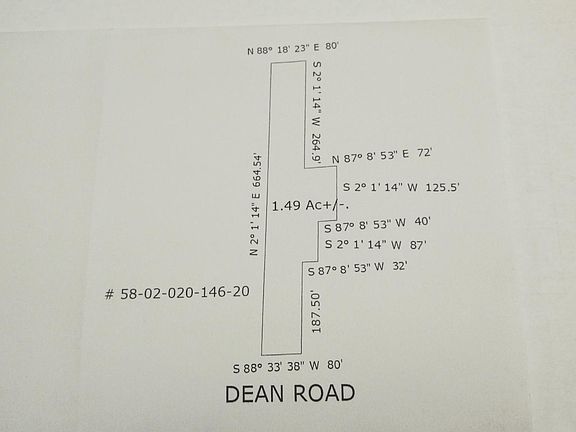 N 88° 18' 23" E 80'
S 2° 1' 14" W 264.9'
N 87° 8' 53" E 72'
N 2° 1' 14" E 664.54'
S 2° 1' 14" W 125.5'
1.49 Ac+/-.
S 87° 8' 53" W 40'
S 2° 1' 14" W 87'
S 87° 8' 53" W 32'
# 58-02-020-146-20
187.50'
S 88° 33' 38" W 80'
DEAN ROAD